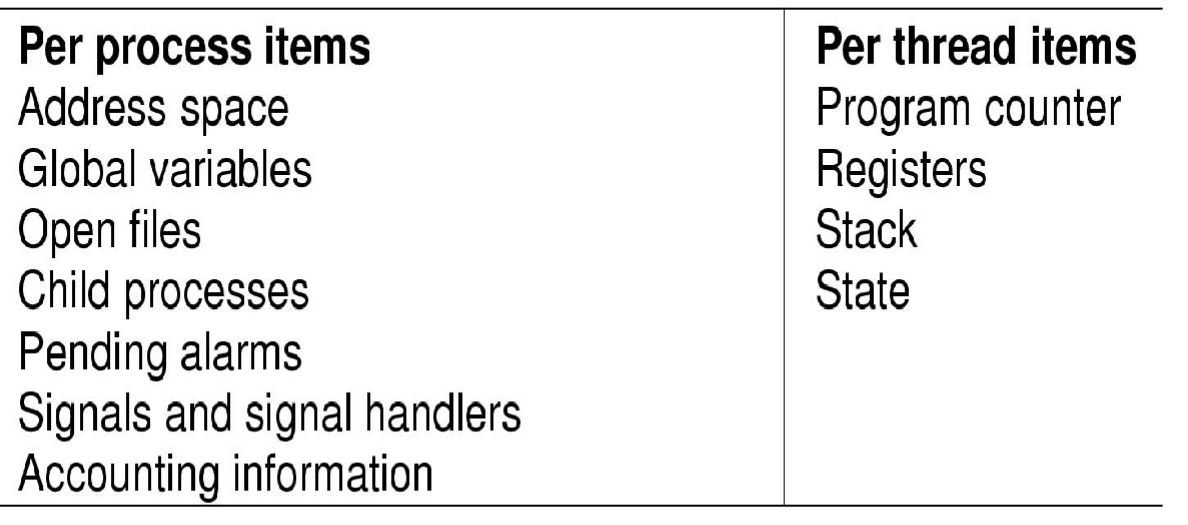 Per process items
Address space
Global variables
Open files
Child processes
Pending alarms
Signals and signal handlers
Accounting information
Per thread items
Program counter
Registers
Stack
State